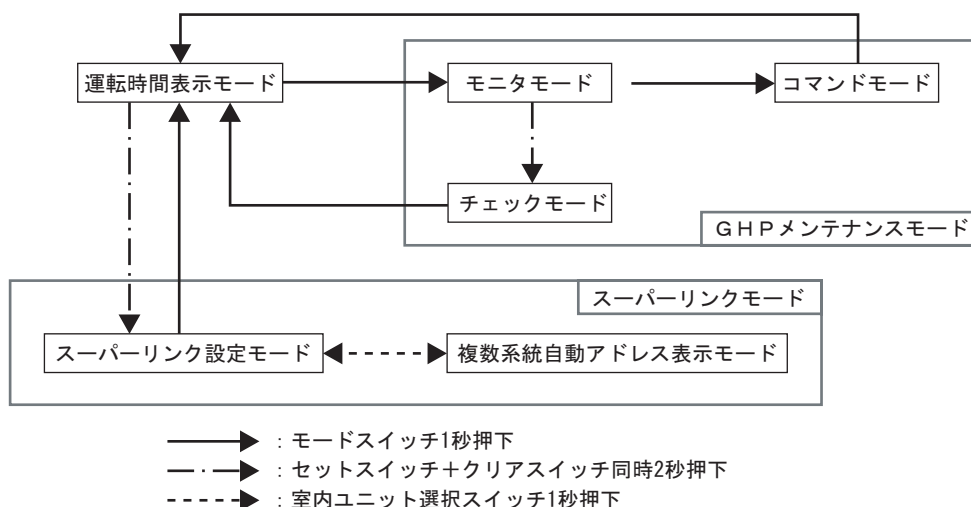 運転時間表示モード
モニタモード
コマンドモード
チェックモード
GHPメンテナンスモード
スーパーリンクモード
スーパーリンク設定モード
複数系統自動アドレス表示モード
：モードスイッチ1秒押下
：セットスイッチ＋クリアスイッチ同時2秒押下
：室内ユニット選択スイッチ1秒押下